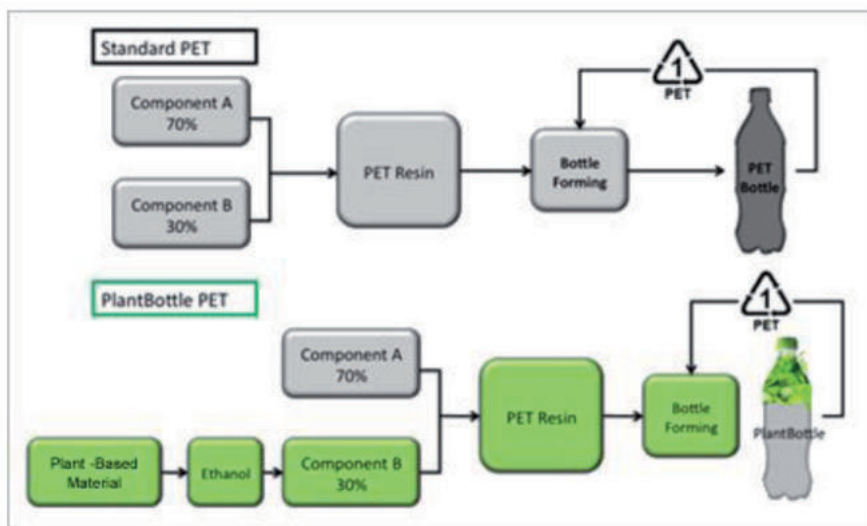 Standard PET
Component A
70%
Component B
30%
PET Resin
Bottle
Forming
1
PET
PET
Bottle
PlantBottle PET
Component A
70%
Plant -Based
Material
Ethanol
Component B
30%
PET Resin
Bottle
Forming
1
PET
PlantBottle